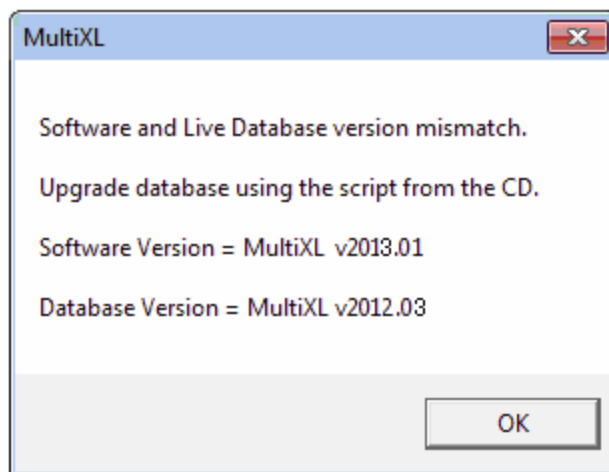 MultiXL
Software and Live Database version mismatch.
Upgrade database using the script from the CD.
Software Version = MultiXL v2013.01
Database Version = MultiXL v2012.03
OK